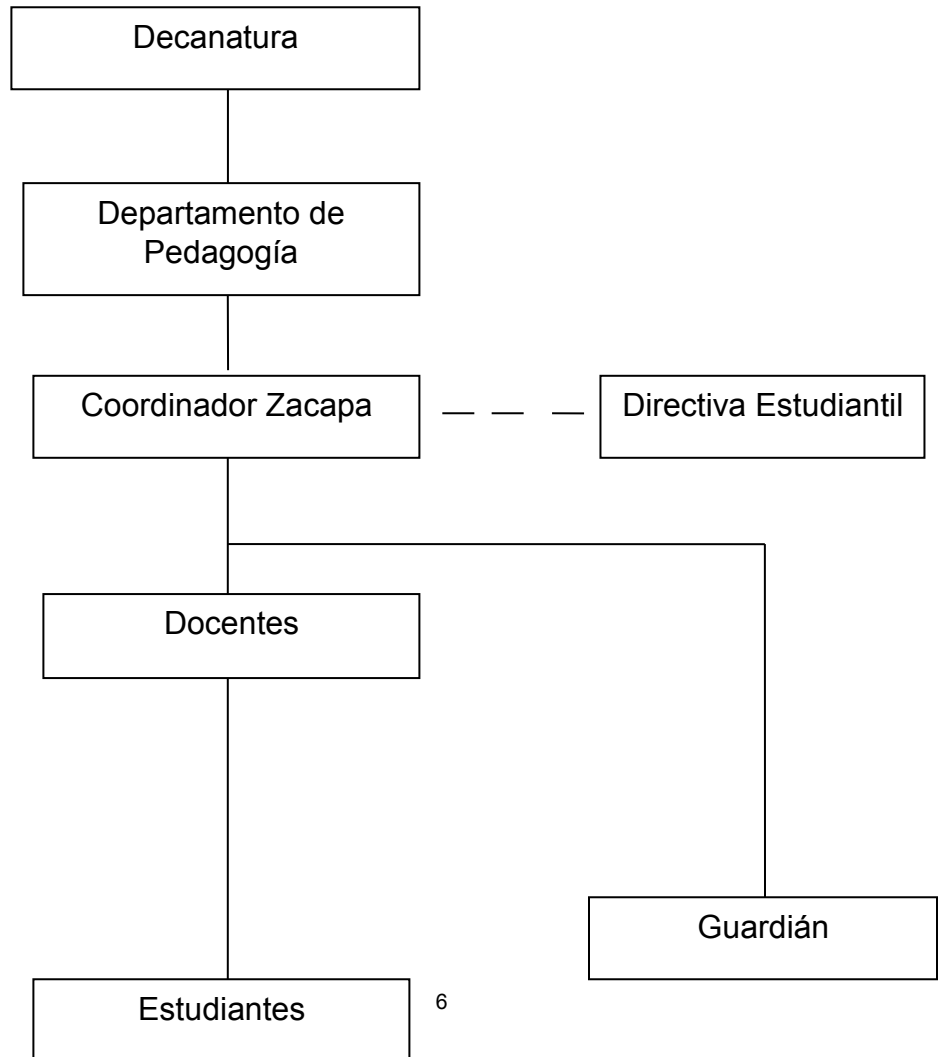 Decanatura
Departamento de
Pedagogía
Coordinador Zacapa
Directiva Estudiantil
Docentes
Guardián
Estudiantes
6